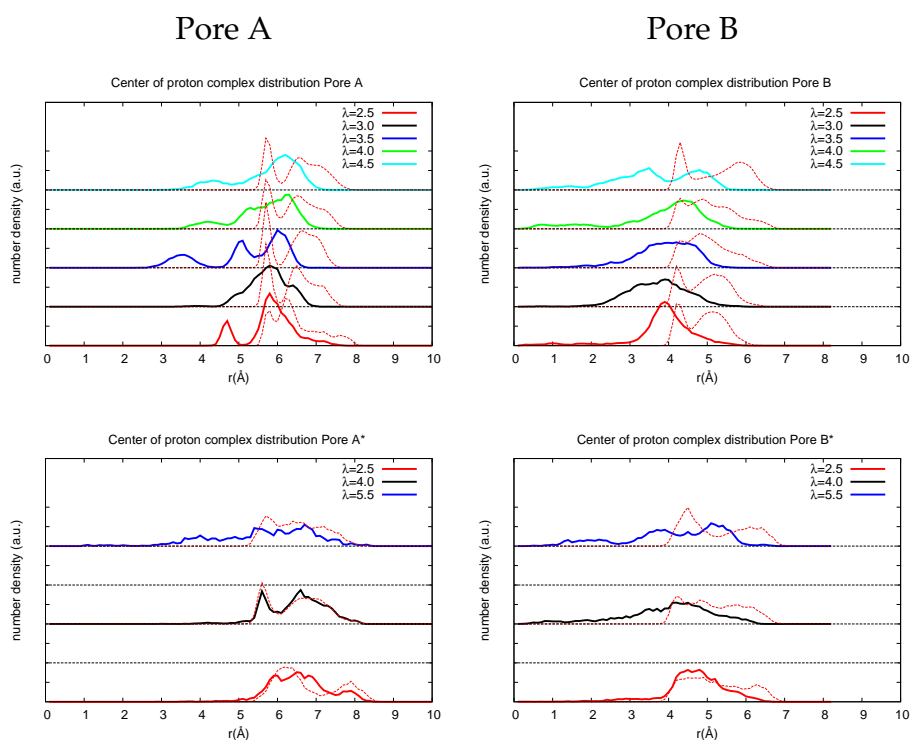 Pore A
Pore B
Center of proton complex distribution Pore A
number density (a.u.)
λ=2.5
λ=3.0
λ=3.5
λ=4.0
λ=4.5
0 1 2 3 4 5 6 7 8 9 10
r(Å)
Center of proton complex distribution Pore B
number density (a.u.)
λ=2.5
λ=3.0
λ=3.5
λ=4.0
λ=4.5
0 1 2 3 4 5 6 7 8 9 10
r(Å)
Center of proton complex distribution Pore A*
number density (a.u.)
λ=2.5
λ=4.0
λ=5.5
0 1 2 3 4 5 6 7 8 9 10
r(Å)
Center of proton complex distribution Pore B*
number density (a.u.)
λ=2.5
λ=4.0
λ=5.5
0 1 2 3 4 5 6 7 8 9 10
r(Å)